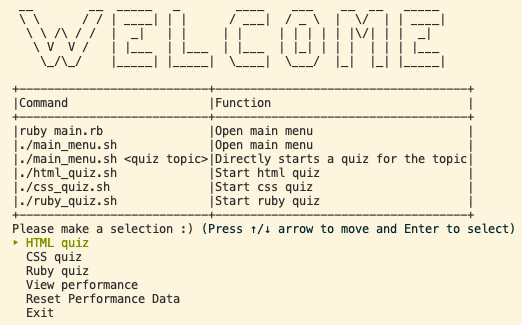 WELCOME
Command Function
ruby main.rb Open main menu
./main_menu.sh Open main menu
./main_menu.sh <quiz topic> Directly starts a quiz for the topic
./html_quiz.sh Start html quiz
./css_quiz.sh Start css quiz
./ruby_quiz.sh Start ruby quiz
Please make a selection :) (Press ↑/↓ arrow to move and Enter to select)
‣ HTML quiz
CSS quiz
Ruby quiz
View performance
Reset Performance Data
Exit